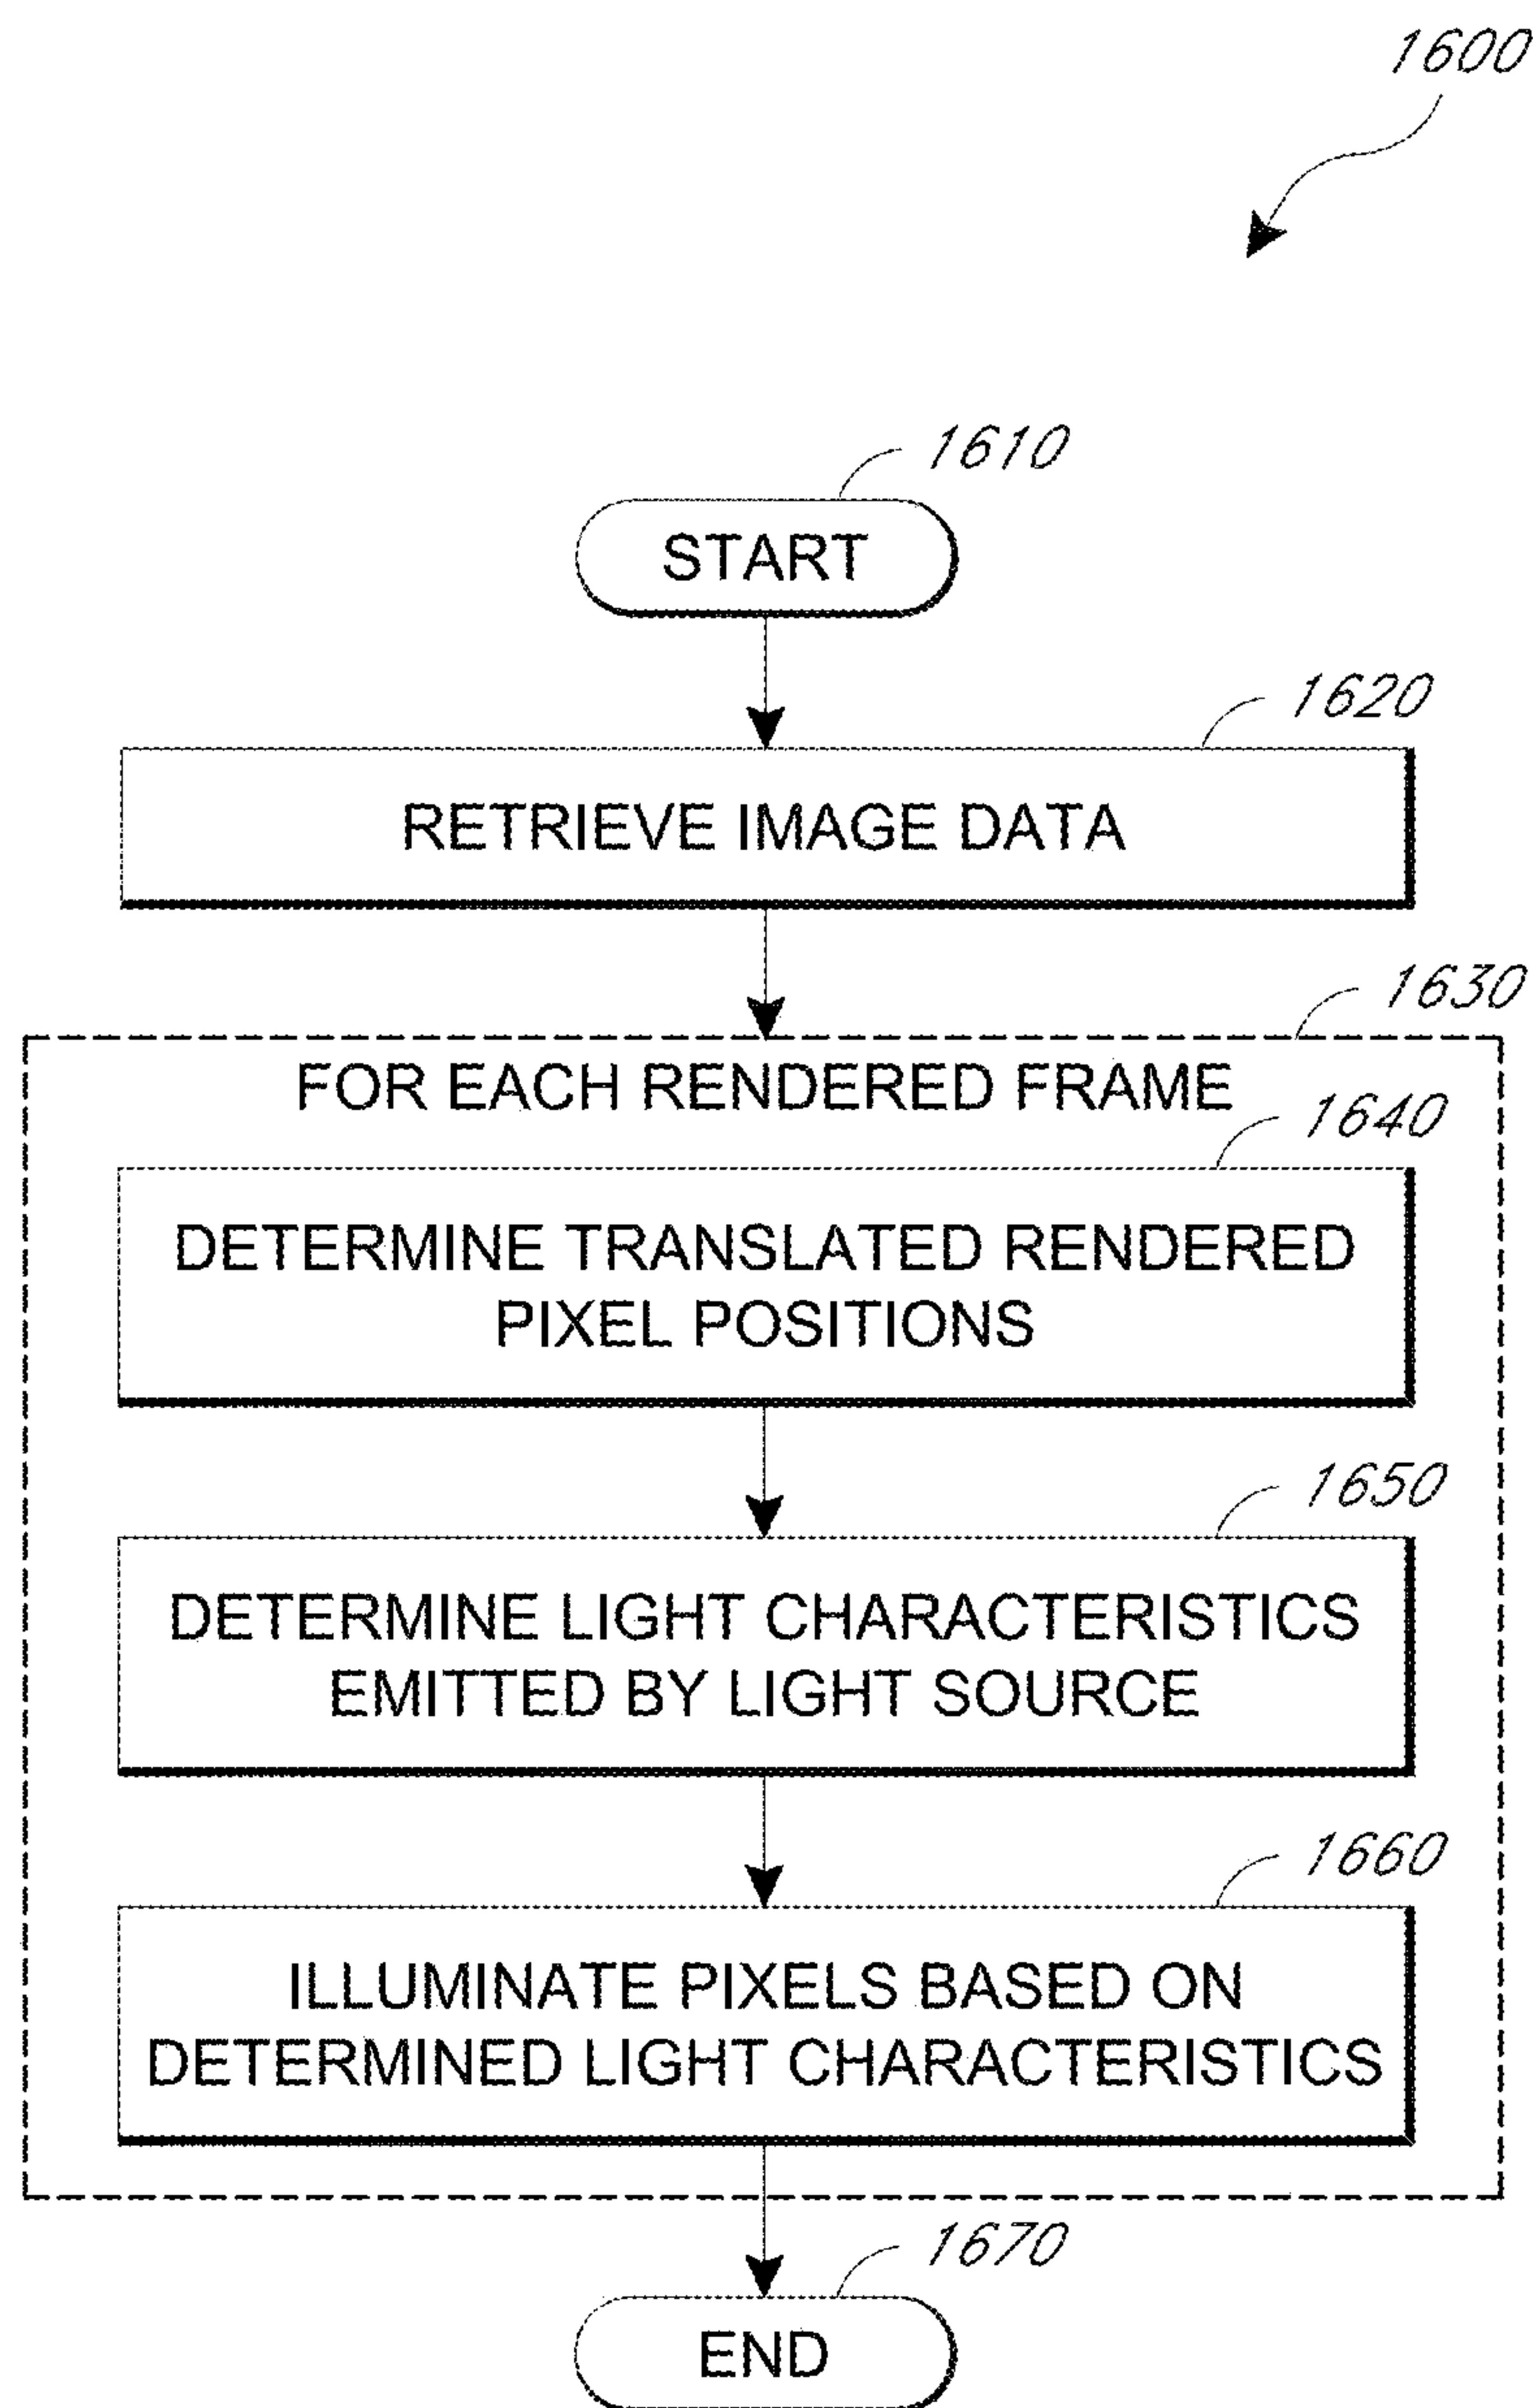 1600
1610
START
1620
RETRIEVE IMAGE DATA
1630
FOR EACH RENDERED FRAME
1640
DETERMINE TRANSLATED RENDERED
PIXEL POSITIONS
1650
DETERMINE LIGHT CHARACTERISTICS
EMITTED BY LIGHT SOURCE
1660
ILLUMINATE PIXELS BASED ON
DETERMINED LIGHT CHARACTERISTICS
1670
END